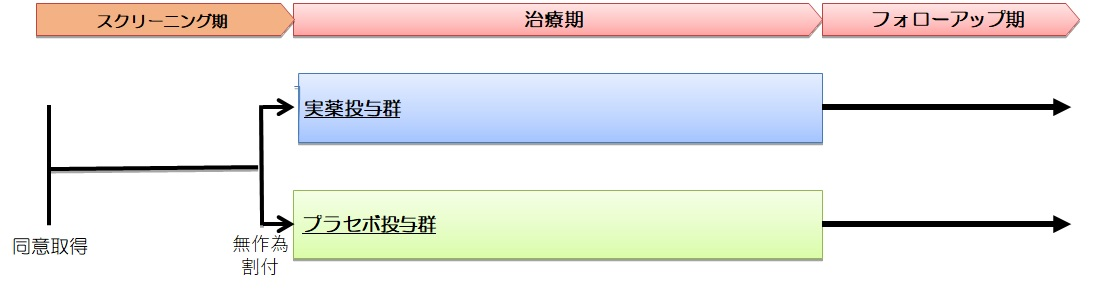 スクリーニング期
治療期
フォローアップ期
実薬投与群
プラセボ投与群
同意取得
無作為
割付